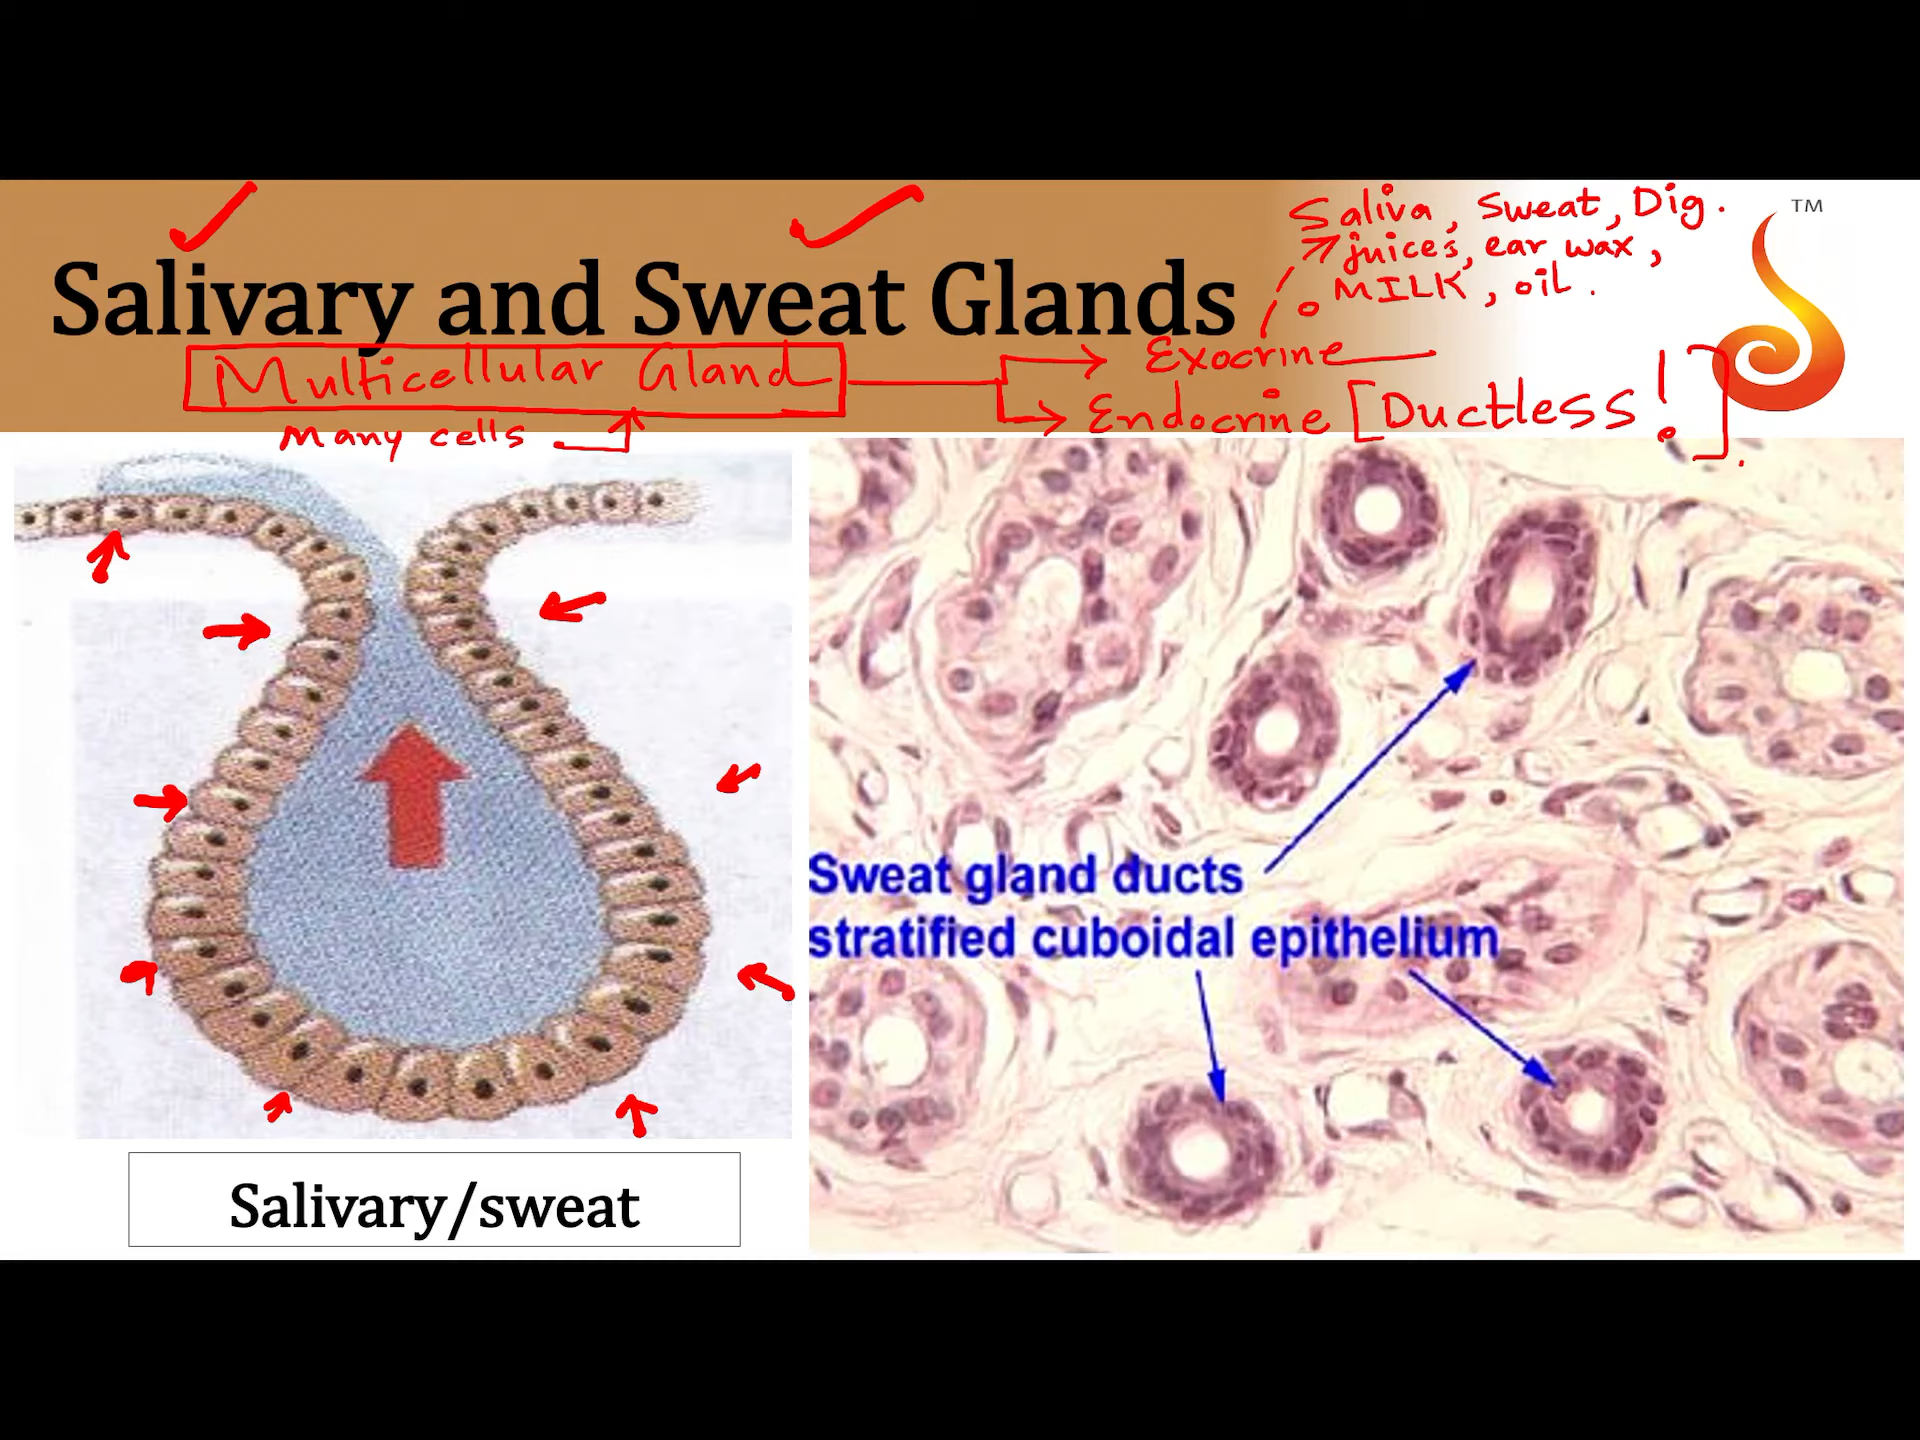 Saliva, Sweat, Dig.
juices, ear wax,
MILK, oil.
TM
Salivary and Sweat Glands
Multicellular Gland
Exocrine
Endocrine [Ductless!]
Many cells
Sweat gland ducts
stratified cuboidal epithelium
Salivary/sweat